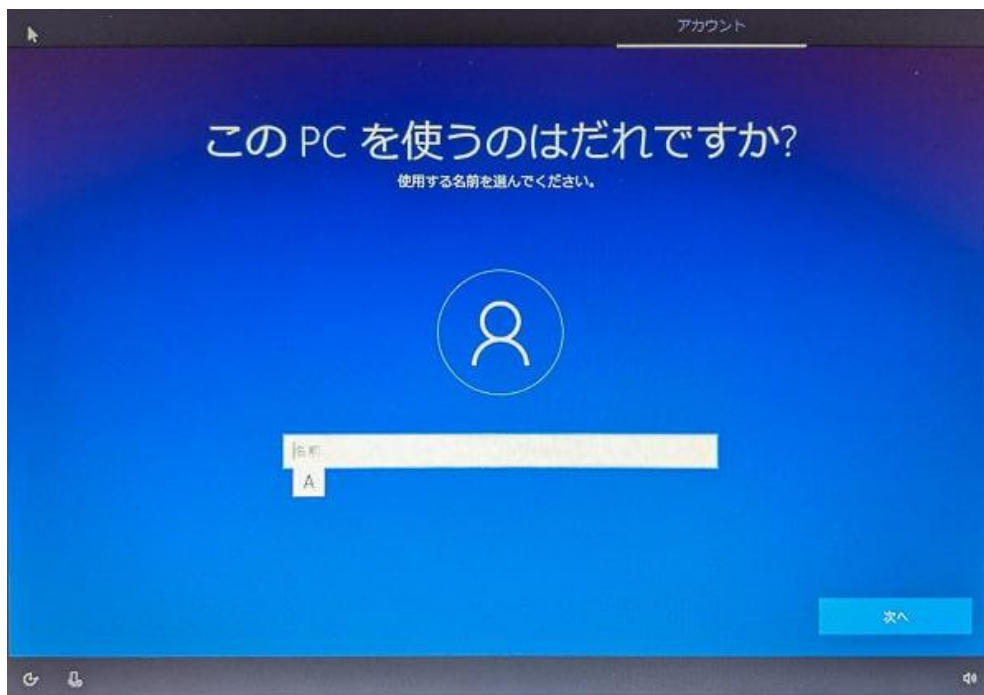 アカウント
この PC を使うのはだれですか?
使用する名前を選んでください。
名前
A
次へ